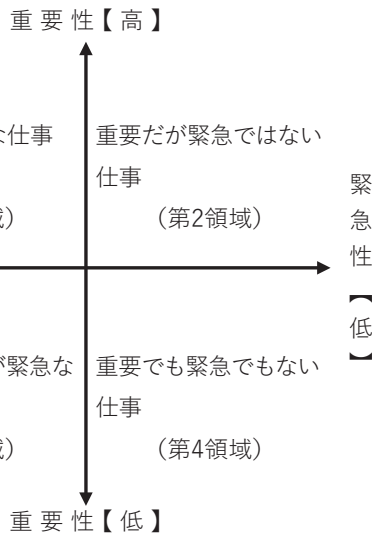 重要性【高】
な仕事
重要だが緊急ではない
仕事
(第2領域)
域)
緊急性【低】
が緊急な
重要でも緊急でもない
仕事
(第4領域)
域)
重要性【低】